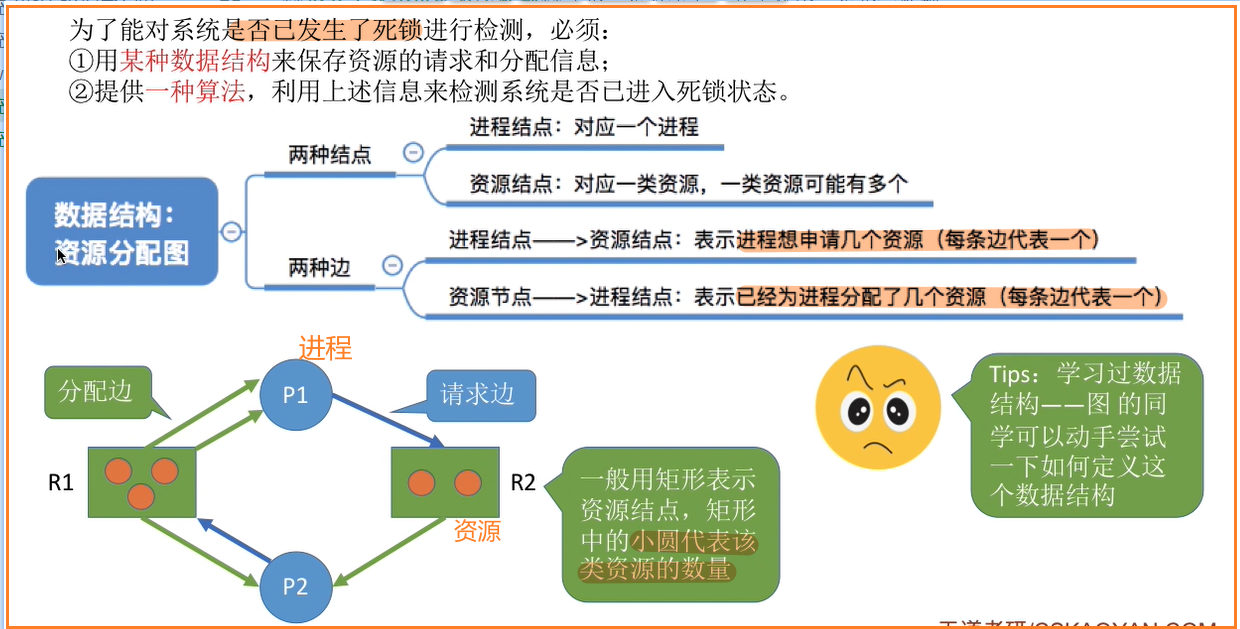 为了能对系统是否已发生了死锁进行检测，必须：
①用某种数据结构来保存资源的请求和分配信息；
②提供一种算法，利用上述信息来检测系统是否已进入死锁状态。
数据结构：
资源分配图
两种结点
进程结点：对应一个进程
资源结点：对应一类资源，一类资源可能有多个
两种边
进程结点——>资源结点：表示进程想申请几个资源（每条边代表一个）
资源节点——>进程结点：表示已经为进程分配了几个资源（每条边代表一个）
进程
分配边
P1
请求边
R1
R2
资源
P2
一般用矩形表示
资源结点，矩形
中的小圆代表该
类资源的数量
Tips：学习过数据
结构——图 的同
学可以动手尝试
一下如何定义这
个数据结构
王道考研/CSKAOYAN.COM